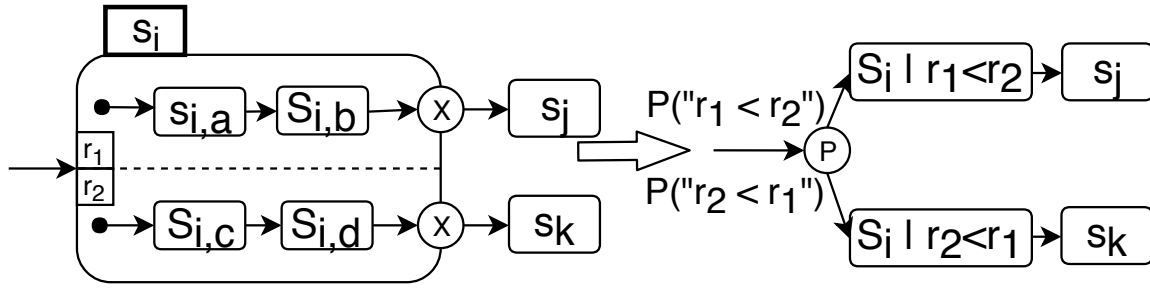 si
si,a
Si,b
X
sj
r1
r2
Si,c
Si,d
X
sk
P("r1 < r2")
P
P("r2 < r1")
Si | r1<r2
sj
Si | r2<r1
sk